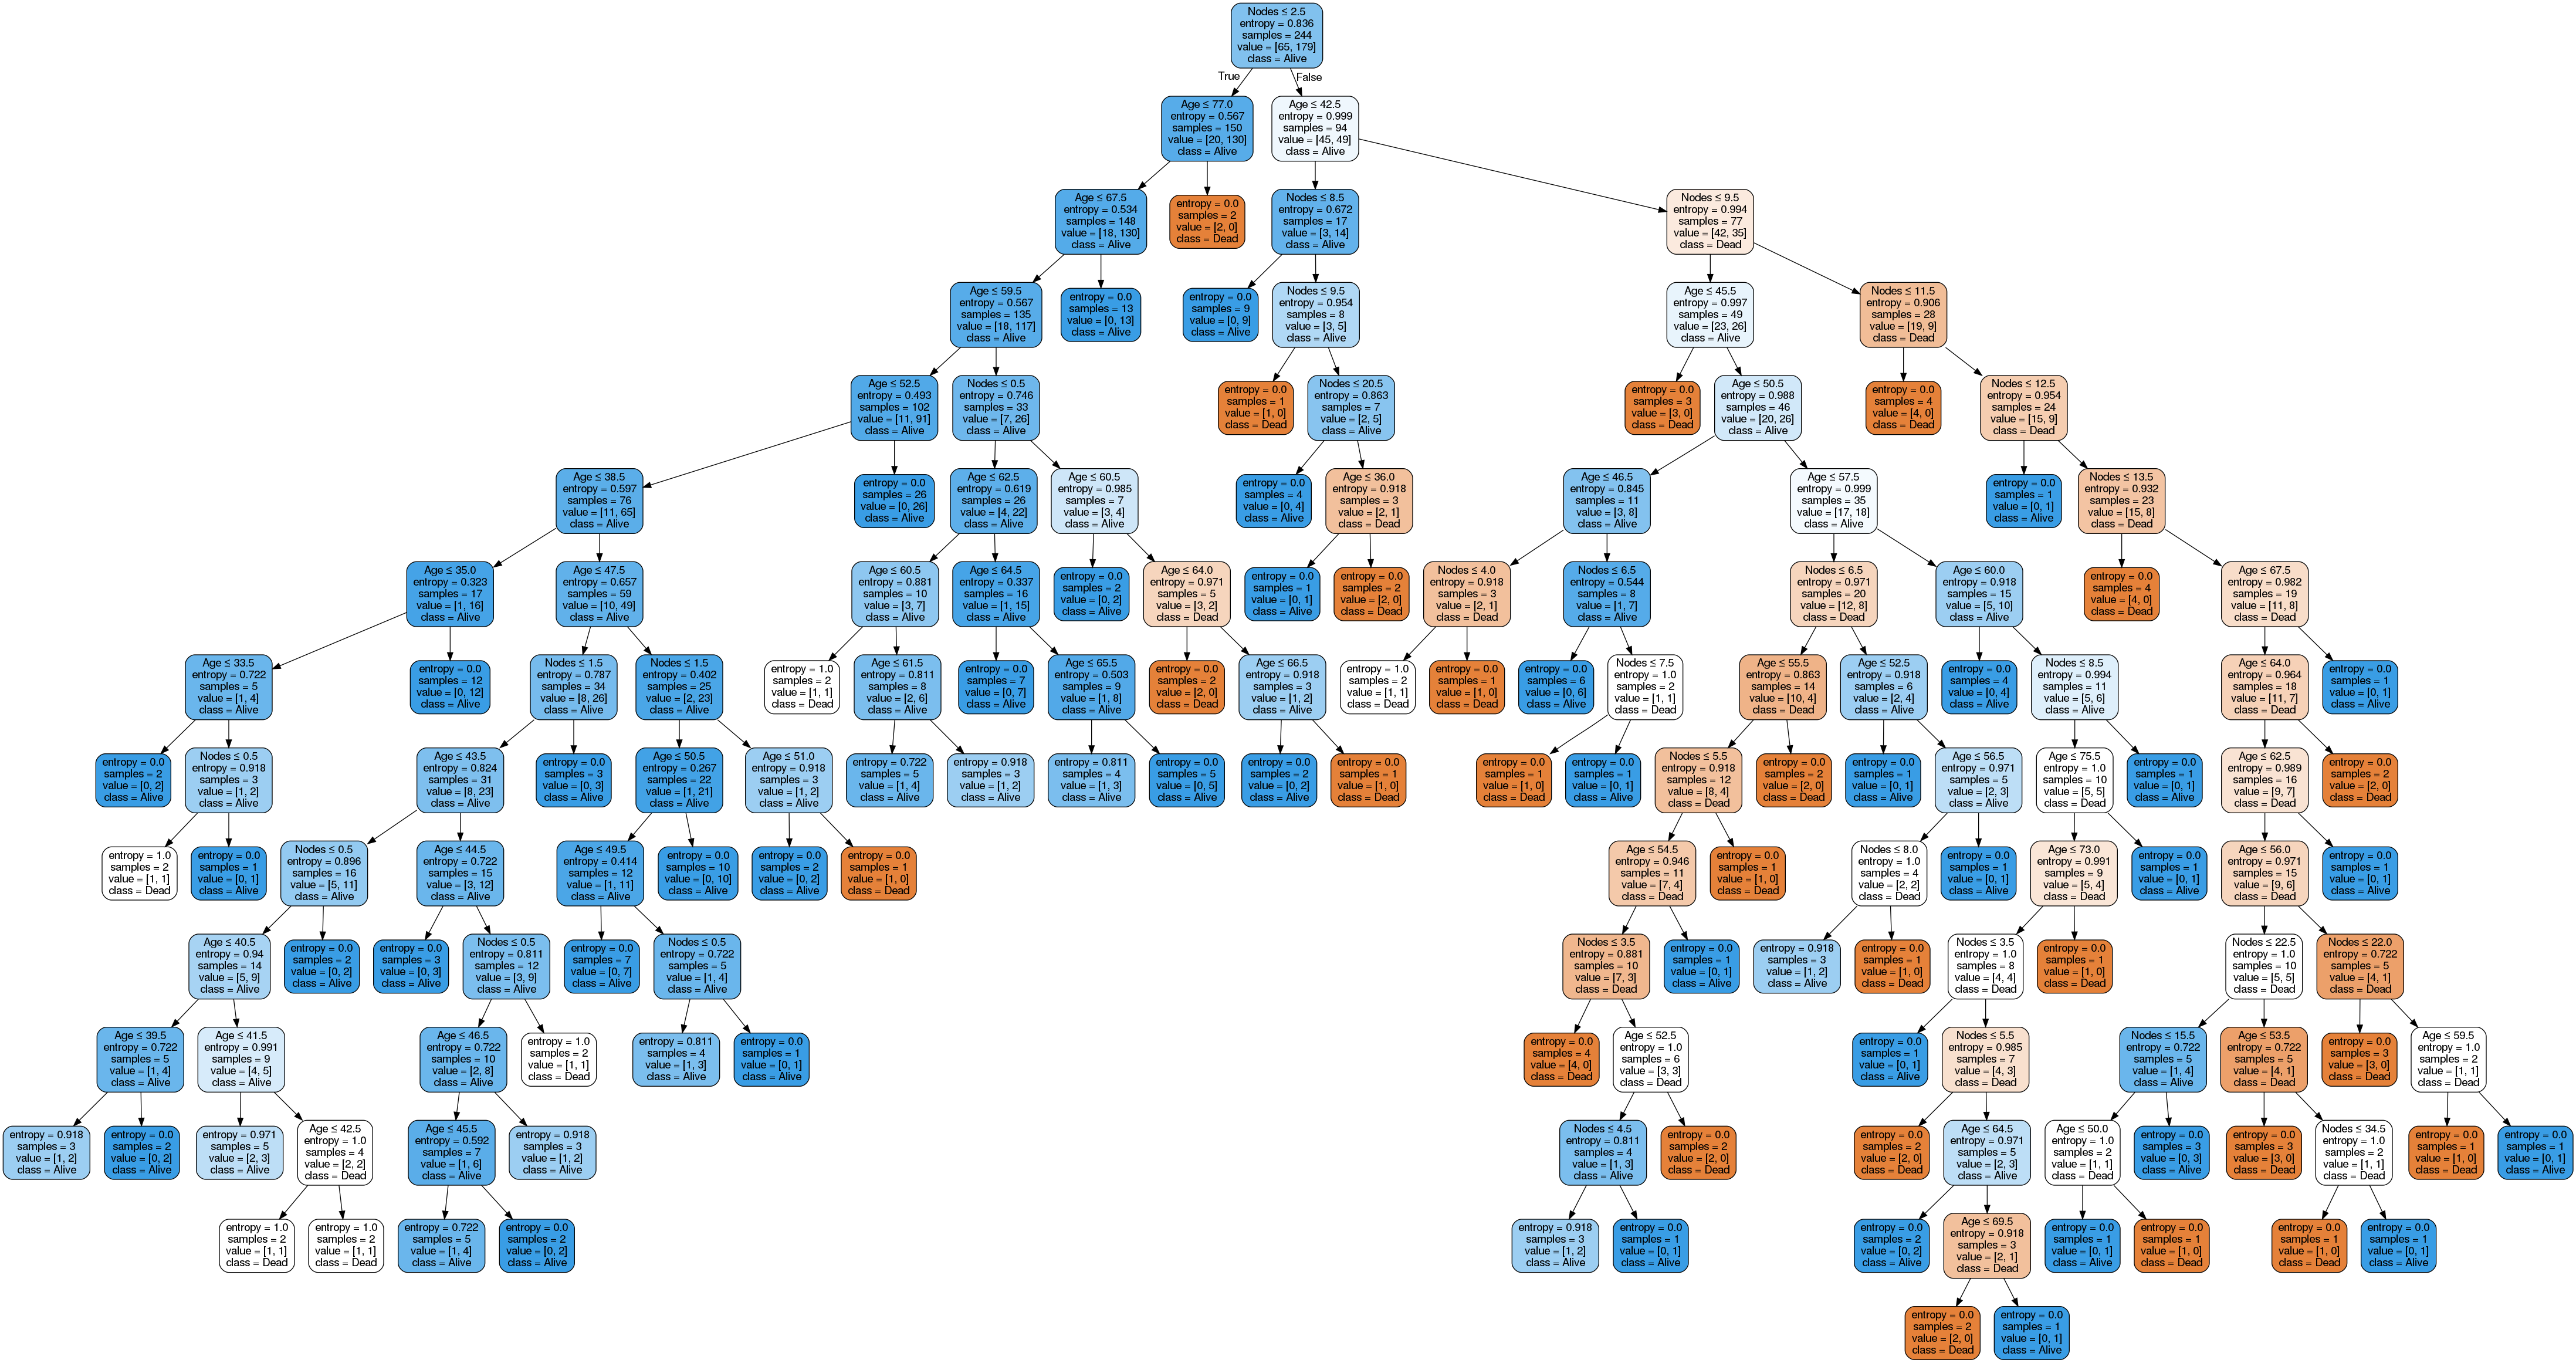 Nodes ≤ 2.5
entropy = 0.836
samples = 244
value = [65, 179]
class = Alive
True
False
Age ≤ 77.0
entropy = 0.567
samples = 150
value = [20, 130]
class = Alive
Age ≤ 42.5
entropy = 0.999
samples = 94
value = [45, 49]
class = Alive
Age ≤ 67.5
entropy = 0.534
samples = 148
value = [18, 130]
class = Alive
entropy = 0.0
samples = 2
value = [2, 0]
class = Dead
Nodes ≤ 8.5
entropy = 0.672
samples = 17
value = [3, 14]
class = Alive
Nodes ≤ 9.5
entropy = 0.994
samples = 77
value = [42, 35]
class = Dead
Age ≤ 59.5
entropy = 0.567
samples = 135
value = [18, 117]
class = Alive
entropy = 0.0
samples = 13
value = [0, 13]
class = Alive
entropy = 0.0
samples = 9
value = [0, 9]
class = Alive
Nodes ≤ 9.5
entropy = 0.954
samples = 8
value = [3, 5]
class = Alive
Age ≤ 45.5
entropy = 0.997
samples = 49
value = [23, 26]
class = Alive
Nodes ≤ 11.5
entropy = 0.906
samples = 28
value = [19, 9]
class = Dead
Age ≤ 52.5
entropy = 0.493
samples = 102
value = [11, 91]
class = Alive
Nodes ≤ 0.5
entropy = 0.746
samples = 33
value = [7, 26]
class = Alive
entropy = 0.0
samples = 1
value = [1, 0]
class = Dead
Nodes ≤ 20.5
entropy = 0.863
samples = 7
value = [2, 5]
class = Alive
entropy = 0.0
samples = 3
value = [3, 0]
class = Dead
Age ≤ 50.5
entropy = 0.988
samples = 46
value = [20, 26]
class = Alive
entropy = 0.0
samples = 4
value = [4, 0]
class = Dead
Nodes ≤ 12.5
entropy = 0.954
samples = 24
value = [15, 9]
class = Dead
Age ≤ 38.5
entropy = 0.597
samples = 76
value = [11, 65]
class = Alive
entropy = 0.0
samples = 26
value = [0, 26]
class = Alive
Age ≤ 62.5
entropy = 0.619
samples = 26
value = [4, 22]
class = Alive
Age ≤ 60.5
entropy = 0.985
samples = 7
value = [3, 4]
class = Alive
entropy = 0.0
samples = 4
value = [0, 4]
class = Alive
Age ≤ 36.0
entropy = 0.918
samples = 3
value = [2, 1]
class = Dead
Age ≤ 46.5
entropy = 0.845
samples = 11
value = [3, 8]
class = Alive
Age ≤ 57.5
entropy = 0.999
samples = 35
value = [17, 18]
class = Alive
entropy = 0.0
samples = 1
value = [0, 1]
class = Alive
Nodes ≤ 13.5
entropy = 0.932
samples = 23
value = [15, 8]
class = Dead
Age ≤ 35.0
entropy = 0.323
samples = 17
value = [1, 16]
class = Alive
Age ≤ 47.5
entropy = 0.657
samples = 59
value = [10, 49]
class = Alive
Age ≤ 60.5
entropy = 0.881
samples = 10
value = [3, 7]
class = Alive
Age ≤ 64.5
entropy = 0.337
samples = 16
value = [1, 15]
class = Alive
entropy = 0.0
samples = 2
value = [0, 2]
class = Alive
Age ≤ 64.0
entropy = 0.971
samples = 5
value = [3, 2]
class = Dead
entropy = 0.0
samples = 1
value = [0, 1]
class = Alive
entropy = 0.0
samples = 2
value = [2, 0]
class = Dead
Nodes ≤ 4.0
entropy = 0.918
samples = 3
value = [2, 1]
class = Dead
Nodes ≤ 6.5
entropy = 0.544
samples = 8
value = [1, 7]
class = Alive
Nodes ≤ 6.5
entropy = 0.971
samples = 20
value = [12, 8]
class = Dead
Age ≤ 60.0
entropy = 0.918
samples = 15
value = [5, 10]
class = Alive
entropy = 0.0
samples = 4
value = [4, 0]
class = Dead
Age ≤ 67.5
entropy = 0.982
samples = 19
value = [11, 8]
class = Dead
Age ≤ 33.5
entropy = 0.722
samples = 5
value = [1, 4]
class = Alive
entropy = 0.0
samples = 12
value = [0, 12]
class = Alive
Nodes ≤ 1.5
entropy = 0.787
samples = 34
value = [8, 26]
class = Alive
Nodes ≤ 1.5
entropy = 0.402
samples = 25
value = [2, 23]
class = Alive
entropy = 1.0
samples = 2
value = [1, 1]
class = Dead
Age ≤ 61.5
entropy = 0.811
samples = 8
value = [2, 6]
class = Alive
entropy = 0.0
samples = 7
value = [0, 7]
class = Alive
Age ≤ 65.5
entropy = 0.503
samples = 9
value = [1, 8]
class = Alive
entropy = 0.0
samples = 2
value = [2, 0]
class = Dead
Age ≤ 66.5
entropy = 0.918
samples = 3
value = [1, 2]
class = Alive
entropy = 1.0
samples = 2
value = [1, 1]
class = Dead
entropy = 0.0
samples = 1
value = [1, 0]
class = Dead
entropy = 0.0
samples = 6
value = [0, 6]
class = Alive
Nodes ≤ 7.5
entropy = 1.0
samples = 2
value = [1, 1]
class = Dead
Age ≤ 55.5
entropy = 0.863
samples = 14
value = [10, 4]
class = Dead
Age ≤ 52.5
entropy = 0.918
samples = 6
value = [2, 4]
class = Alive
entropy = 0.0
samples = 4
value = [0, 4]
class = Alive
Nodes ≤ 8.5
entropy = 0.994
samples = 11
value = [5, 6]
class = Alive
Age ≤ 64.0
entropy = 0.964
samples = 18
value = [11, 7]
class = Dead
entropy = 0.0
samples = 1
value = [0, 1]
class = Alive
entropy = 0.0
samples = 2
value = [0, 2]
class = Alive
Nodes ≤ 0.5
entropy = 0.918
samples = 3
value = [1, 2]
class = Alive
Age ≤ 43.5
entropy = 0.824
samples = 31
value = [8, 23]
class = Alive
entropy = 0.0
samples = 3
value = [0, 3]
class = Alive
Age ≤ 50.5
entropy = 0.267
samples = 22
value = [1, 21]
class = Alive
Age ≤ 51.0
entropy = 0.918
samples = 3
value = [1, 2]
class = Alive
entropy = 0.722
samples = 5
value = [1, 4]
class = Alive
entropy = 0.918
samples = 3
value = [1, 2]
class = Alive
entropy = 0.811
samples = 4
value = [1, 3]
class = Alive
entropy = 0.0
samples = 5
value = [0, 5]
class = Alive
entropy = 0.0
samples = 2
value = [0, 2]
class = Alive
entropy = 0.0
samples = 1
value = [1, 0]
class = Dead
entropy = 0.0
samples = 1
value = [1, 0]
class = Dead
entropy = 0.0
samples = 1
value = [0, 1]
class = Alive
Nodes ≤ 5.5
entropy = 0.918
samples = 12
value = [8, 4]
class = Dead
entropy = 0.0
samples = 2
value = [2, 0]
class = Dead
entropy = 0.0
samples = 1
value = [0, 1]
class = Alive
Age ≤ 56.5
entropy = 0.971
samples = 5
value = [2, 3]
class = Alive
Age ≤ 75.5
entropy = 1.0
samples = 10
value = [5, 5]
class = Dead
entropy = 0.0
samples = 1
value = [0, 1]
class = Alive
Age ≤ 62.5
entropy = 0.989
samples = 16
value = [9, 7]
class = Dead
entropy = 0.0
samples = 2
value = [2, 0]
class = Dead
entropy = 1.0
samples = 2
value = [1, 1]
class = Dead
entropy = 0.0
samples = 1
value = [0, 1]
class = Alive
Nodes ≤ 0.5
entropy = 0.896
samples = 16
value = [5, 11]
class = Alive
Age ≤ 44.5
entropy = 0.722
samples = 15
value = [3, 12]
class = Alive
Age ≤ 49.5
entropy = 0.414
samples = 12
value = [1, 11]
class = Alive
entropy = 0.0
samples = 10
value = [0, 10]
class = Alive
entropy = 0.0
samples = 2
value = [0, 2]
class = Alive
entropy = 0.0
samples = 1
value = [1, 0]
class = Dead
Age ≤ 54.5
entropy = 0.946
samples = 11
value = [7, 4]
class = Dead
entropy = 0.0
samples = 1
value = [1, 0]
class = Dead
Nodes ≤ 8.0
entropy = 1.0
samples = 4
value = [2, 2]
class = Dead
entropy = 0.0
samples = 1
value = [0, 1]
class = Alive
Age ≤ 73.0
entropy = 0.991
samples = 9
value = [5, 4]
class = Dead
entropy = 0.0
samples = 1
value = [0, 1]
class = Alive
Age ≤ 56.0
entropy = 0.971
samples = 15
value = [9, 6]
class = Dead
entropy = 0.0
samples = 1
value = [0, 1]
class = Alive
Age ≤ 40.5
entropy = 0.94
samples = 14
value = [5, 9]
class = Alive
entropy = 0.0
samples = 2
value = [0, 2]
class = Alive
entropy = 0.0
samples = 3
value = [0, 3]
class = Alive
Nodes ≤ 0.5
entropy = 0.811
samples = 12
value = [3, 9]
class = Alive
entropy = 0.0
samples = 7
value = [0, 7]
class = Alive
Nodes ≤ 0.5
entropy = 0.722
samples = 5
value = [1, 4]
class = Alive
Nodes ≤ 3.5
entropy = 0.881
samples = 10
value = [7, 3]
class = Dead
entropy = 0.0
samples = 1
value = [0, 1]
class = Alive
entropy = 0.918
samples = 3
value = [1, 2]
class = Alive
entropy = 0.0
samples = 1
value = [1, 0]
class = Dead
Nodes ≤ 3.5
entropy = 1.0
samples = 8
value = [4, 4]
class = Dead
entropy = 0.0
samples = 1
value = [1, 0]
class = Dead
Nodes ≤ 22.5
entropy = 1.0
samples = 10
value = [5, 5]
class = Dead
Nodes ≤ 22.0
entropy = 0.722
samples = 5
value = [4, 1]
class = Dead
Age ≤ 39.5
entropy = 0.722
samples = 5
value = [1, 4]
class = Alive
Age ≤ 41.5
entropy = 0.991
samples = 9
value = [4, 5]
class = Alive
Age ≤ 46.5
entropy = 0.722
samples = 10
value = [2, 8]
class = Alive
entropy = 1.0
samples = 2
value = [1, 1]
class = Dead
entropy = 0.811
samples = 4
value = [1, 3]
class = Alive
entropy = 0.0
samples = 1
value = [0, 1]
class = Alive
entropy = 0.0
samples = 4
value = [4, 0]
class = Dead
Age ≤ 52.5
entropy = 1.0
samples = 6
value = [3, 3]
class = Dead
entropy = 0.0
samples = 1
value = [0, 1]
class = Alive
Nodes ≤ 5.5
entropy = 0.985
samples = 7
value = [4, 3]
class = Dead
Nodes ≤ 15.5
entropy = 0.722
samples = 5
value = [1, 4]
class = Alive
Age ≤ 53.5
entropy = 0.722
samples = 5
value = [4, 1]
class = Dead
entropy = 0.0
samples = 3
value = [3, 0]
class = Dead
Age ≤ 59.5
entropy = 1.0
samples = 2
value = [1, 1]
class = Dead
entropy = 0.918
samples = 3
value = [1, 2]
class = Alive
entropy = 0.0
samples = 2
value = [0, 2]
class = Alive
entropy = 0.971
samples = 5
value = [2, 3]
class = Alive
Age ≤ 42.5
entropy = 1.0
samples = 4
value = [2, 2]
class = Dead
Age ≤ 45.5
entropy = 0.592
samples = 7
value = [1, 6]
class = Alive
entropy = 0.918
samples = 3
value = [1, 2]
class = Alive
Nodes ≤ 4.5
entropy = 0.811
samples = 4
value = [1, 3]
class = Alive
entropy = 0.0
samples = 2
value = [2, 0]
class = Dead
entropy = 0.0
samples = 2
value = [2, 0]
class = Dead
Age ≤ 64.5
entropy = 0.971
samples = 5
value = [2, 3]
class = Alive
Age ≤ 50.0
entropy = 1.0
samples = 2
value = [1, 1]
class = Dead
entropy = 0.0
samples = 3
value = [0, 3]
class = Alive
entropy = 0.0
samples = 3
value = [3, 0]
class = Dead
Nodes ≤ 34.5
entropy = 1.0
samples = 2
value = [1, 1]
class = Dead
entropy = 0.0
samples = 1
value = [1, 0]
class = Dead
entropy = 0.0
samples = 1
value = [0, 1]
class = Alive
entropy = 1.0
samples = 2
value = [1, 1]
class = Dead
entropy = 1.0
samples = 2
value = [1, 1]
class = Dead
entropy = 0.722
samples = 5
value = [1, 4]
class = Alive
entropy = 0.0
samples = 2
value = [0, 2]
class = Alive
entropy = 0.918
samples = 3
value = [1, 2]
class = Alive
entropy = 0.0
samples = 1
value = [0, 1]
class = Alive
entropy = 0.0
samples = 2
value = [0, 2]
class = Alive
Age ≤ 69.5
entropy = 0.918
samples = 3
value = [2, 1]
class = Dead
entropy = 0.0
samples = 1
value = [0, 1]
class = Alive
entropy = 0.0
samples = 1
value = [1, 0]
class = Dead
entropy = 0.0
samples = 1
value = [1, 0]
class = Dead
entropy = 0.0
samples = 1
value = [0, 1]
class = Alive
entropy = 0.0
samples = 2
value = [2, 0]
class = Dead
entropy = 0.0
samples = 1
value = [0, 1]
class = Alive